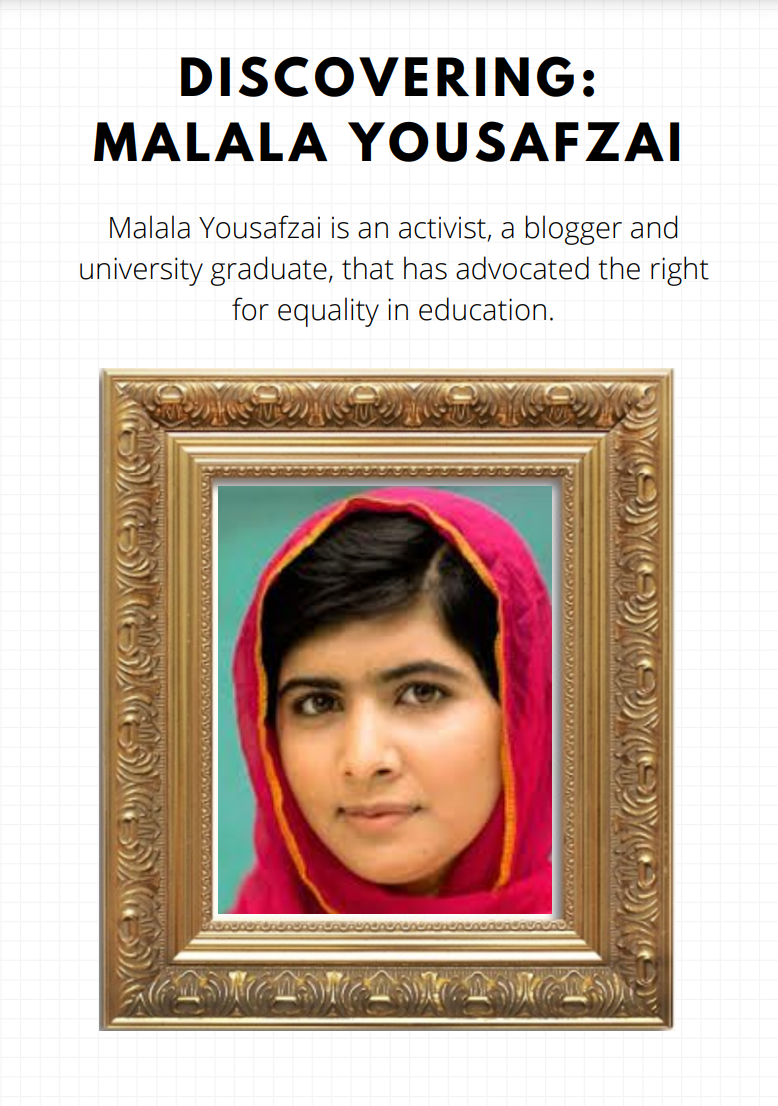 DISCOVERING:
MALALA YOUSAFZAI
Malala Yousafzai is an activist, a blogger and
university graduate, that has advocated the right
for equality in education.